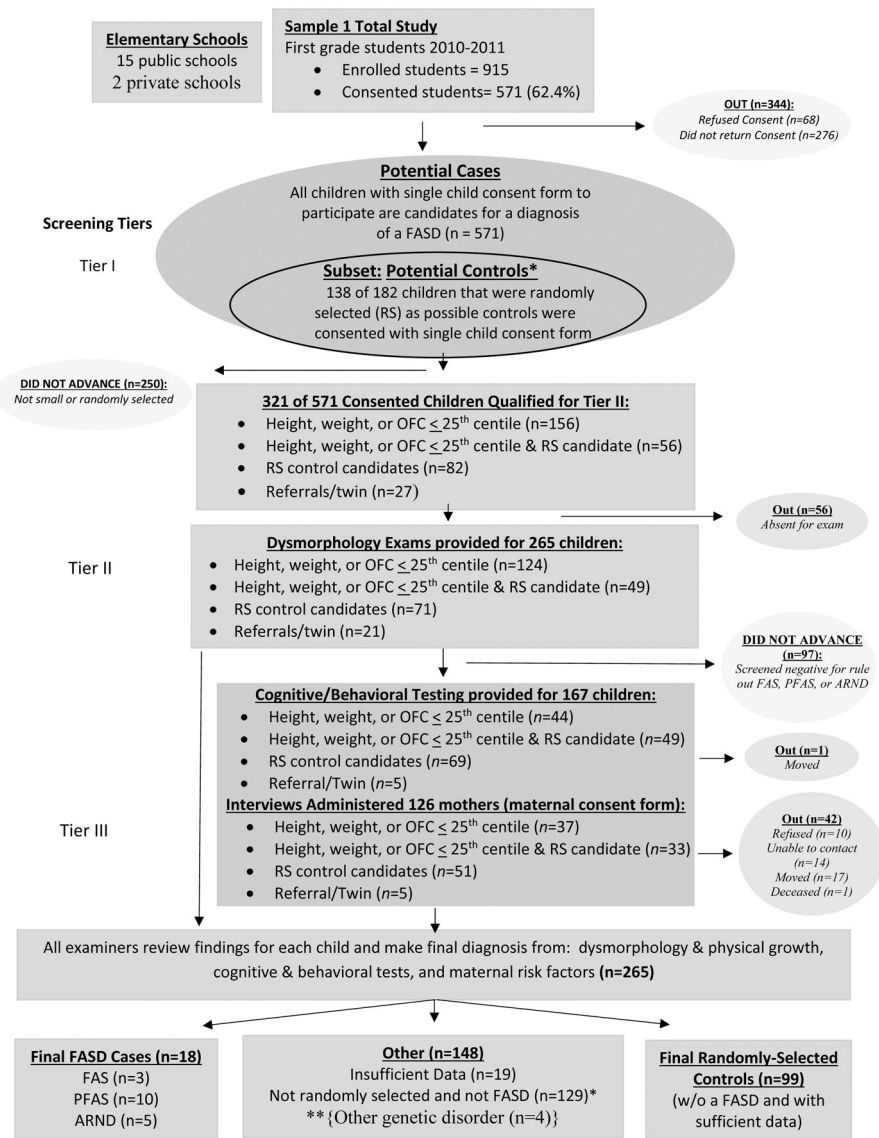 Elementary Schools
15 public schools
2 private schools
Sample 1 Total Study
First grade students 2010-2011
• Enrolled students = 915
• Consented students= 571 (62.4%)
OUT (n=344):
Refused Consent (n=68)
Did not return Consent (n=276)
Potential Cases
All children with single child consent form to
participate are candidates for a diagnosis
of a FASD (n = 571)
Screening Tiers
Tier I
Subset: Potential Controls*
138 of 182 children that were randomly
selected (RS) as possible controls were
consented with single child consent form
DID NOT ADVANCE (n=250):
Not small or randomly selected
321 of 571 Consented Children Qualified for Tier II:
• Height, weight, or OFC ≤ 25th centile (n=156)
• Height, weight, or OFC ≤ 25th centile & RS candidate (n=56)
• RS control candidates (n=82)
• Referrals/twin (n=27)
Out (n=56)
Absent for exam
Tier II
Dysmorphology Exams provided for 265 children:
• Height, weight, or OFC ≤ 25th centile (n=124)
• Height, weight, or OFC ≤ 25th centile & RS candidate (n=49)
• RS control candidates (n=71)
• Referrals/twin (n=21)
DID NOT ADVANCE
(n=97):
Screened negative for rule
out FAS, PFAS, or ARND
Cognitive/Behavioral Testing provided for 167 children:
• Height, weight, or OFC ≤ 25th centile (n=44)
• Height, weight, or OFC ≤ 25th centile & RS candidate (n=49)
• RS control candidates (n=69)
• Referral/Twin (n=5)
Out (n=1)
Moved
Tier III
Interviews Administered 126 mothers (maternal consent form):
• Height, weight, or OFC ≤ 25th centile (n=37)
• Height, weight, or OFC ≤ 25th centile & RS candidate (n=33)
• RS control candidates (n=51)
• Referral/Twin (n=5)
Out (n=42)
Refused (n=10)
Unable to contact
(n=14)
Moved (n=17)
Deceased (n=1)
All examiners review findings for each child and make final diagnosis from: dysmorphology & physical growth,
cognitive & behavioral tests, and maternal risk factors (n=265)
Final FASD Cases (n=18)
FAS (n=3)
PFAS (n=10)
ARND (n=5)
Other (n=148)
Insufficient Data (n=19)
Not randomly selected and not FASD (n=129)*
**{Other genetic disorder (n=4)}
Final Randomly-Selected
Controls (n=99)
(w/o a FASD and with
sufficient data)